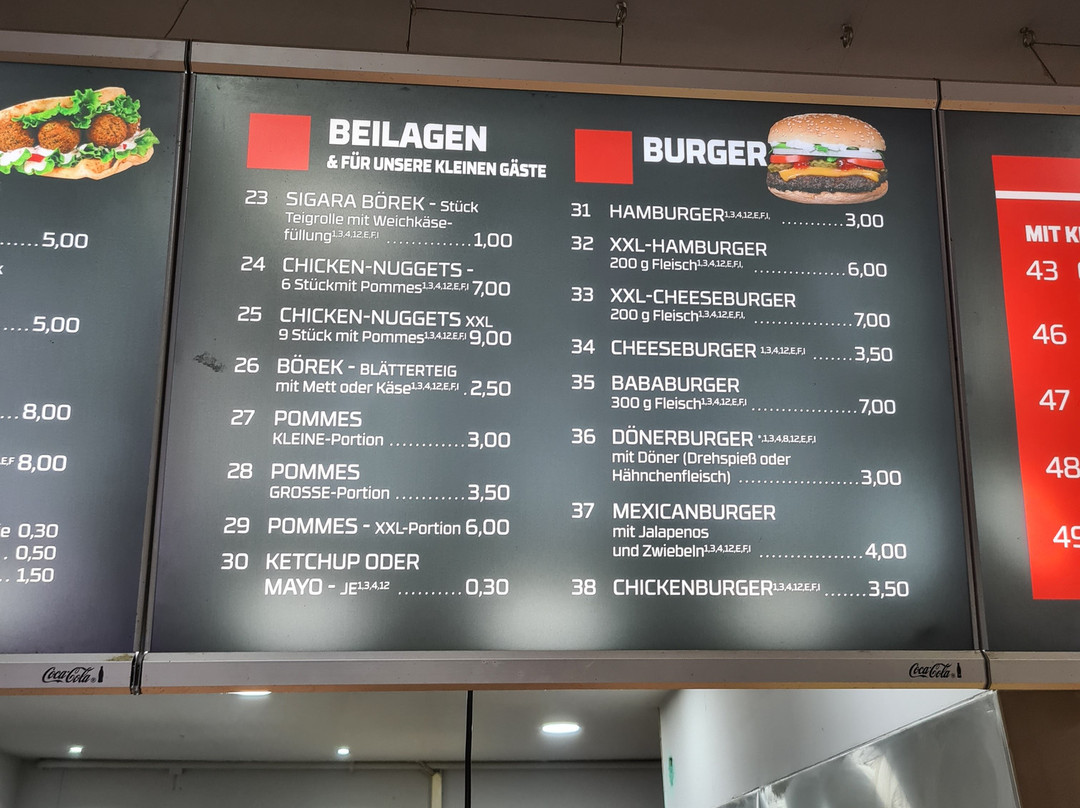 .....5,00
....5,00
...8,00
E,F 8,00
0,30
. 0,50
.. 1,50
BEILAGEN
& FÜR UNSERE KLEINEN GÄSTE
23 SIGARA BÖREK - Stück
Teigrolle mit Weichkäse-
füllung1,3,4,12,E,F,I .............1,00
24 CHICKEN-NUGGETS -
6 Stückmit Pommes1,3,4,12,E,F,I 7,00
25 CHICKEN-NUGGETS XXL
9 Stück mit Pommes1,3,4,12,E,F,I 9,00
26 BÖREK - BLÄTTERTEIG
mit Mett oder Käse1,3,4,12,E,F,I . 2,50
27 POMMES
KLEINE-Portion ............3,00
28 POMMES
GROSSE-Portion ...........3,50
29 POMMES - XXL-Portion 6,00
30 KETCHUP ODER
MAYO - JE1,3,4,12 ..........0,30
BURGER
31 HAMBURGER1,3,4,12,E,F,I, ..........3,00
32 XXL-HAMBURGER
200 g Fleisch1,3,4,12,E,F,I, ..............6,00
33 XXL-CHEESEBURGER
200 g Fleisch1,3,4,12,E,F,I, ...............7,00
34 CHEESEBURGER 1,3,4,12,E,F,I ......3,50
35 BABABURGER
300 g Fleisch1,3,4,12,E,F,I ................7,00
36 DÖNERBURGER *,1,3,4,8,12,E,F,I
mit Döner (Drehspieß oder
Hähnchenfleisch) ..................3,00
37 MEXICANBURGER
mit Jalapenos
und Zwiebeln1,3,4,12,E,F,I ...............4,00
38 CHICKENBURGER1,3,4,12,E,F,I .......3,50
43
46
47
48
Coca-Cola
Coca-Cola